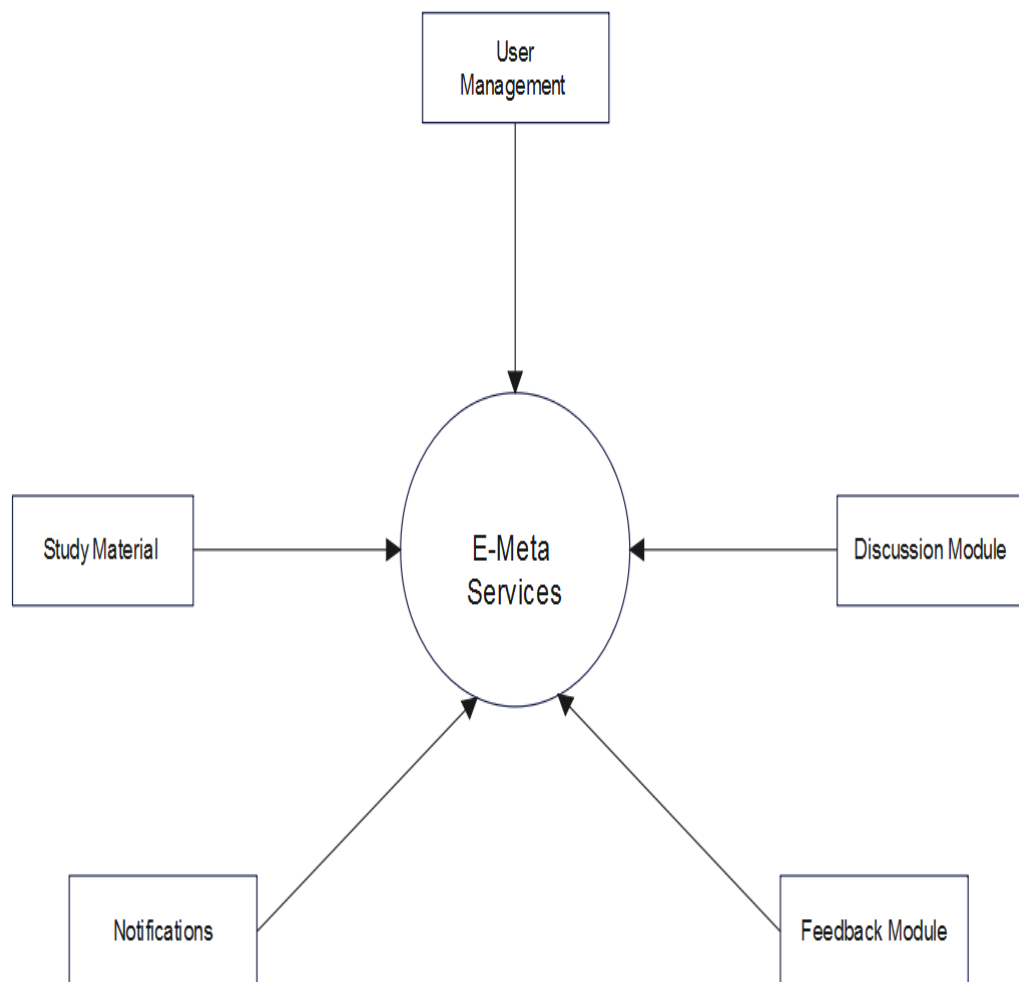 User
Management
Study Material
E-Meta
Services
Discussion Module
Notifications
Feedback Module